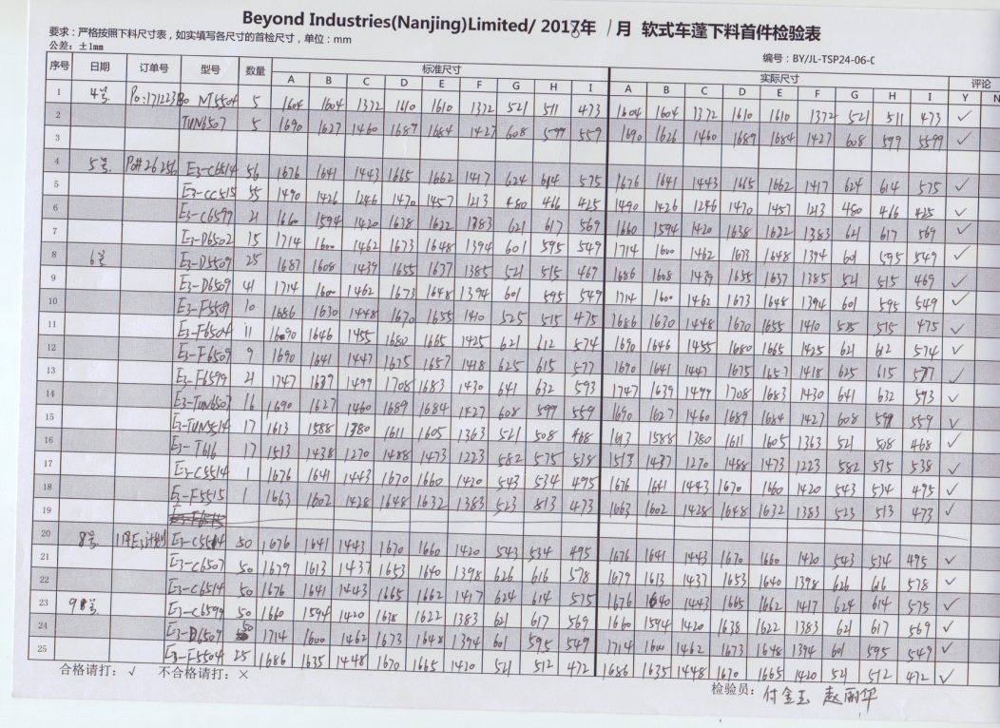 Beyond Industries(Nanjing)Limited/ 2017年 1月 软式车蓬下料首件检验表
要求：严格按照下料尺寸表，如实填写各尺寸的首检尺寸，单位：mm
公差：±1mm
编号：BY/JL-TSP24-06-0
序号 日期 订单号 型号 数量 标准尺寸 实际尺寸 评论
A B C D E F G H I A B C D E F G H I Y N
1 4号 Po:171223 NT5504 5 1604 1604 1372 1610 1610 1372 521 511 473 1604 1604 1372 1610 1610 1372 521 511 473 ✓
2 TUN6507 5 1690 1627 1460 1689 1684 1427 608 599 559 1690 1626 1460 1689 1684 1427 608 599 5599 ✓
3
4 5号 Po#26256 E3-C6514 56 1676 1641 1443 1665 1662 1417 624 614 575 1676 1641 1443 1665 1662 1417 624 614 575 ✓
5 E3-CC515 55 1490 1426 1246 1470 1457 1213 480 466 425 1490 1426 1246 1470 1457 1213 480 466 425 ✓
6 E3-C6599 21 1660 1594 1420 1638 1622 1383 621 617 569 1660 1594 1420 1638 1622 1383 621 617 569 ✓
7 E3-D6502 15 1714 1600 1462 1673 1648 1394 601 595 549 1714 1600 1462 1673 1648 1394 601 595 549 ✓
8 6号 E3-D5509 25 1687 1608 1439 1655 1637 1385 521 515 467 1686 1608 1439 1655 1637 1385 521 515 469 ✓
9 E3-D6509 41 1714 1600 1462 1673 1648 1394 601 595 549 1714 1600 1462 1673 1648 1394 601 595 549 ✓
10 E3-F5509 10 1686 1630 1448 1670 1655 1410 525 515 475 1686 1630 1448 1670 1655 1410 525 515 475 ✓
11 E3-F6504 11 1690 1646 1455 1680 1665 1425 621 612 574 1690 1646 1455 1680 1665 1425 621 612 574 ✓
12 E3-F6509 9 1690 1641 1447 1675 1657 1418 625 615 577 1690 1641 1447 1675 1657 1418 625 615 577 ✓
13 E3-F6599 21 1747 1639 1499 1708 1683 1430 641 632 593 1747 1639 1499 1708 1683 1430 641 632 593 ✓
14 E3-TUN6507 16 1690 1627 1460 1689 1684 1427 608 599 559 1690 1627 1460 1689 1684 1427 608 599 559 ✓
15 E3-TUN5514 17 1613 1588 1380 1611 1605 1363 521 508 468 1613 1588 1380 1611 1605 1363 521 508 468 ✓
16 E3-T616 17 1513 1438 1270 1488 1473 1223 582 575 538 1513 1437 1270 1488 1473 1223 582 575 538 ✓
17 E3-C5514 1 1676 1641 1443 1670 1660 1420 543 534 495 1676 1641 1443 1670 1660 1420 543 534 495 ✓
18 E3-F5515 1 1663 1602 1428 1648 1632 1383 523 513 473 1663 1602 1428 1648 1632 1383 523 513 473 ✓
19
20 8号 1月E3计划 E3-C5514 50 1676 1641 1443 1670 1660 1420 543 534 495 1676 1641 1443 1670 1660 1420 543 534 495 ✓
21 E3-C6507 50 1679 1613 1437 1653 1640 1398 626 616 578 1679 1613 1437 1653 1640 1398 626 616 578 ✓
22 E3-C6514 50 1676 1641 1443 1665 1662 1417 624 614 575 1676 1640 1443 1665 1662 1417 624 614 575 ✓
23 9号 E3-C6599 50 1660 1594 1420 1638 1622 1383 621 617 569 1660 1594 1420 1638 1622 1383 621 617 569 ✓
24 E3-D6509 50 1714 1600 1462 1673 1648 1394 601 595 549 1714 1600 1462 1673 1648 1394 601 595 549 ✓
25 E3-F5504 25 1686 1635 1448 1670 1665 1420 521 512 472 1686 1635 1448 1670 1665 1420 521 512 472 ✓
合格请打：√ 不合格请打：×
检验员：付金玉 赵丽华